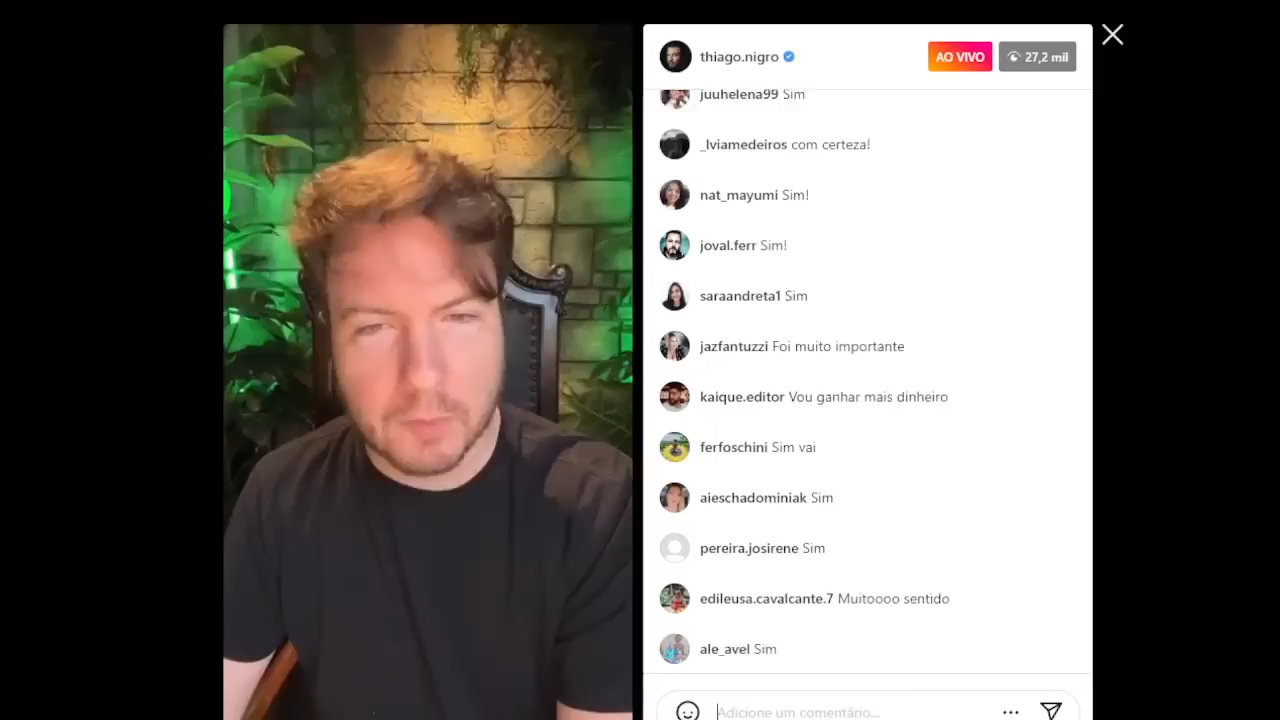 thiago.nigro
AO VIVO
27,2 mil
juuhelena99 Sim
_lviamedeiros com certeza!
nat_mayumi Sim!
joval.ferr Sim!
saraandreta1 Sim
jazfantuzzi Foi muito importante
kaique.editor Vou ganhar mais dinheiro
ferfoschini Sim vai
aieschadominiak Sim
pereira.josirene Sim
edileusa.cavalcante.7 Muitoooo sentido
ale_avel Sim
Adicione um comentário...